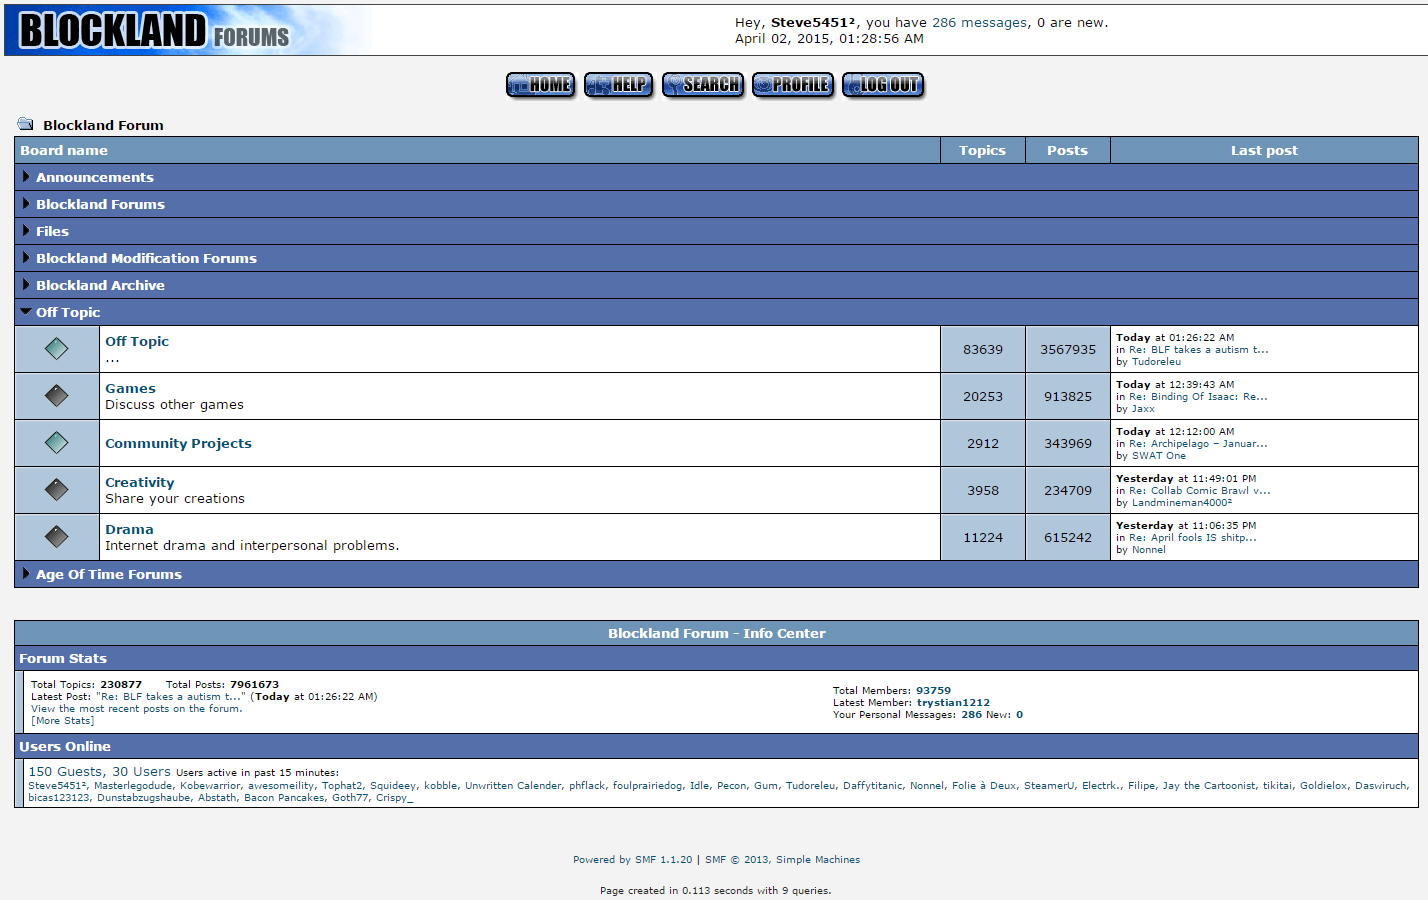 BLOCKLAND FORUMS
Hey, Steve5451², you have 286 messages, 0 are new.
April 02, 2015, 01:28:56 AM
HOME HELP SEARCH PROFILE LOG OUT
Blockland Forum
Board name Topics Posts Last post
Announcements
Blockland Forums
Files
Blockland Modification Forums
Blockland Archive
Off Topic
Off Topic
...
83639 3567935
Today at 01:26:22 AM
in Re: BLF takes a autism t...
by Tudoreleu
Games
Discuss other games
20253 913825
Today at 12:39:43 AM
in Re: Binding Of Isaac: Re...
by Jaxx
Community Projects
2912 343969
Today at 12:12:00 AM
in Re: Archipelago – Januar...
by SWAT One
Creativity
Share your creations
3958 234709
Yesterday at 11:49:01 PM
in Re: Collab Comic Brawl v...
by Landmineman4000²
Drama
Internet drama and interpersonal problems.
11224 615242
Yesterday at 11:06:35 PM
in Re: April fools IS shitp...
by Nonnel
Age Of Time Forums
Blockland Forum - Info Center
Forum Stats
Total Topics: 230877 Total Posts: 7961673
Latest Post: "Re: BLF takes a autism t..." (Today at 01:26:22 AM)
View the most recent posts on the forum.
[More Stats]
Total Members: 93759
Latest Member: trystian1212
Your Personal Messages: 286 New: 0
Users Online
150 Guests, 30 Users Users active in past 15 minutes:
Steve5451², Masterlegodude, Kobewarrior, awesomeility, Tophat2, Squideey, kobble, Unwritten Calender, phflack, foulprairiedog, Idle, Pecon, Gum, Tudoreleu, Daffytitanic, Nonnel, Folie à Deux, SteamerU, Electrk., Filipe, Jay the Cartoonist, tikitai, Goldielox, Daswiruch,
bicas123123, Dunstabzugshaube, Abstath, Bacon Pancakes, Goth77, Crispy_
Powered by SMF 1.1.20 | SMF © 2013, Simple Machines
Page created in 0.113 seconds with 9 queries.